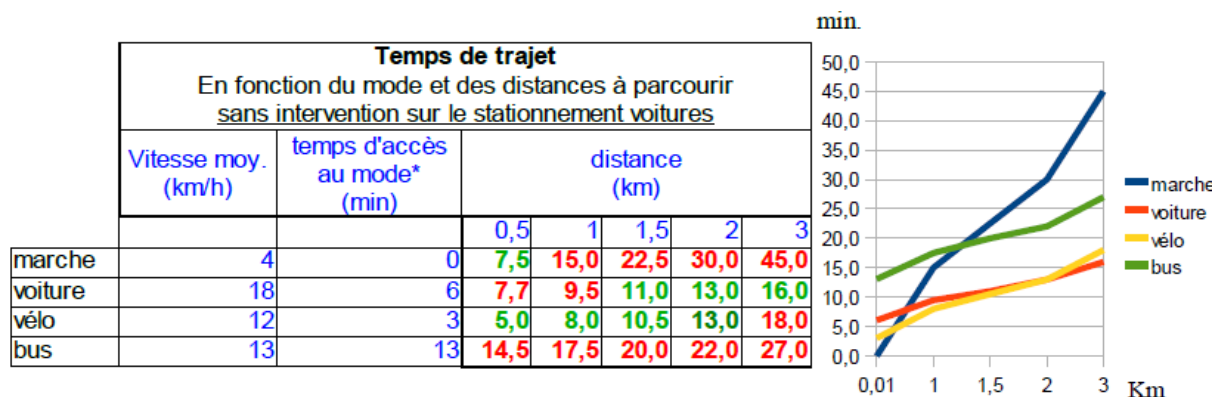 Temps de trajet
En fonction du mode et des distances à parcourir
sans intervention sur le stationnement voitures
Vitesse moy.
(km/h)
temps d'accès
au mode*
(min)
distance
(km)
0,5 1 1,5 2 3
marche 4 0 7,5 15,0 22,5 30,0 45,0
voiture 18 6 7,7 9,5 11,0 13,0 16,0
vélo 12 3 5,0 8,0 10,5 13,0 18,0
bus 13 13 14,5 17,5 20,0 22,0 27,0
min.
50,0
45,0
40,0
35,0
30,0
25,0
20,0
15,0
10,0
5,0
0,0
0,01 1 1,5 2 3 Km
marche
voiture
vélo
bus